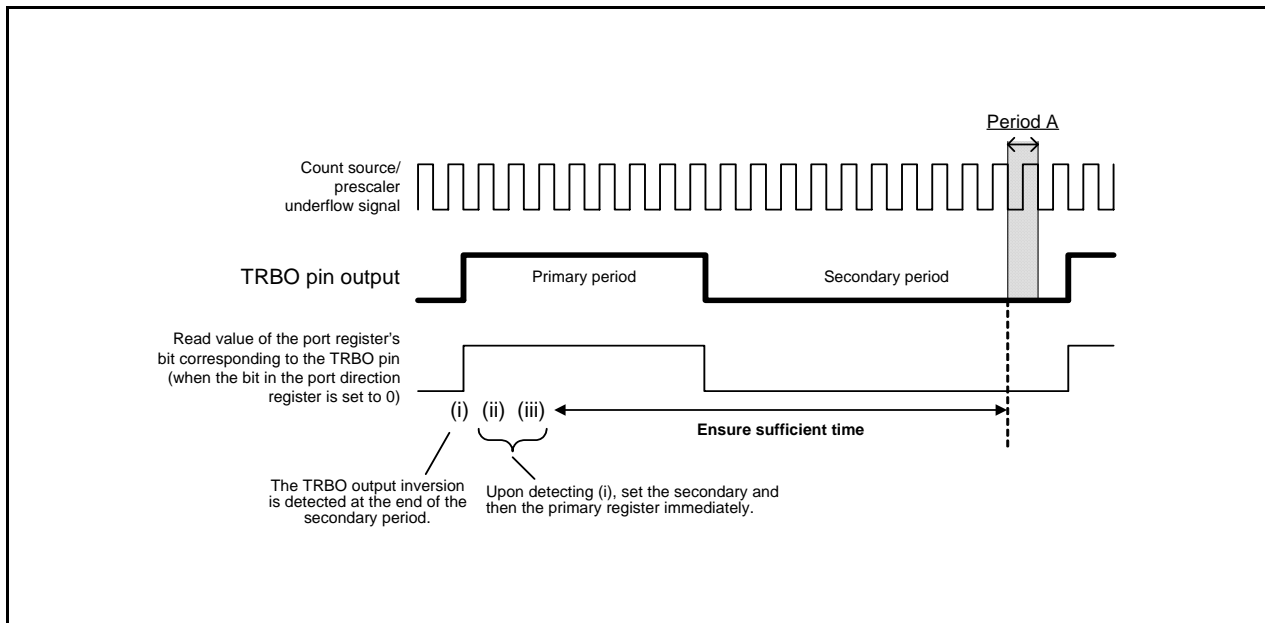 Period A
Count source/
prescaler
underflow signal
TRBO pin output
Primary period
Secondary period
Read value of the port register's
bit corresponding to the TRBO pin
(when the bit in the port direction
register is set to 0)
(i) (ii) (iii)
Ensure sufficient time
The TRBO output inversion
is detected at the end of the
secondary period.
Upon detecting (i), set the secondary and
then the primary register immediately.